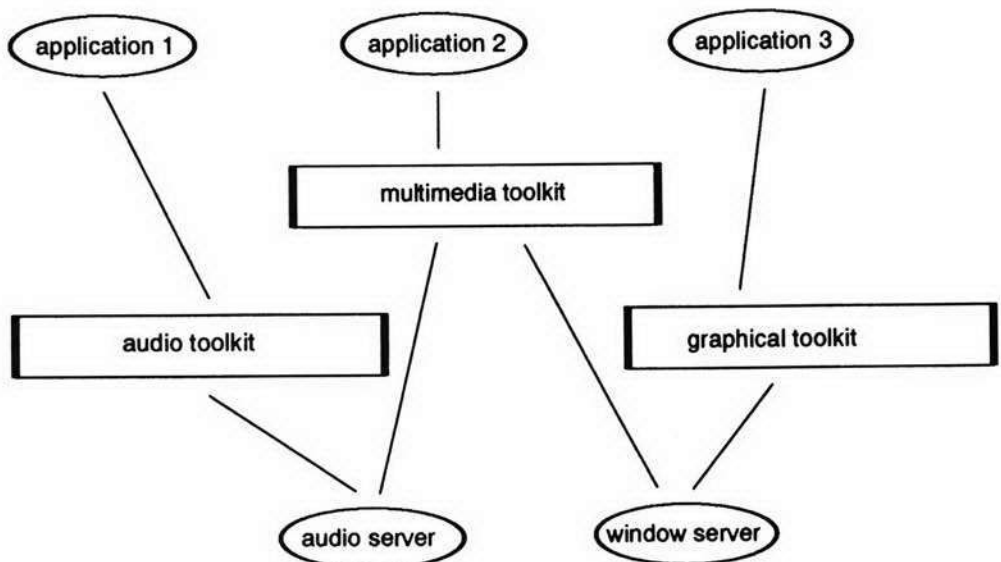 application 1
application 2
application 3
multimedia toolkit
audio toolkit
graphical toolkit
audio server
window server